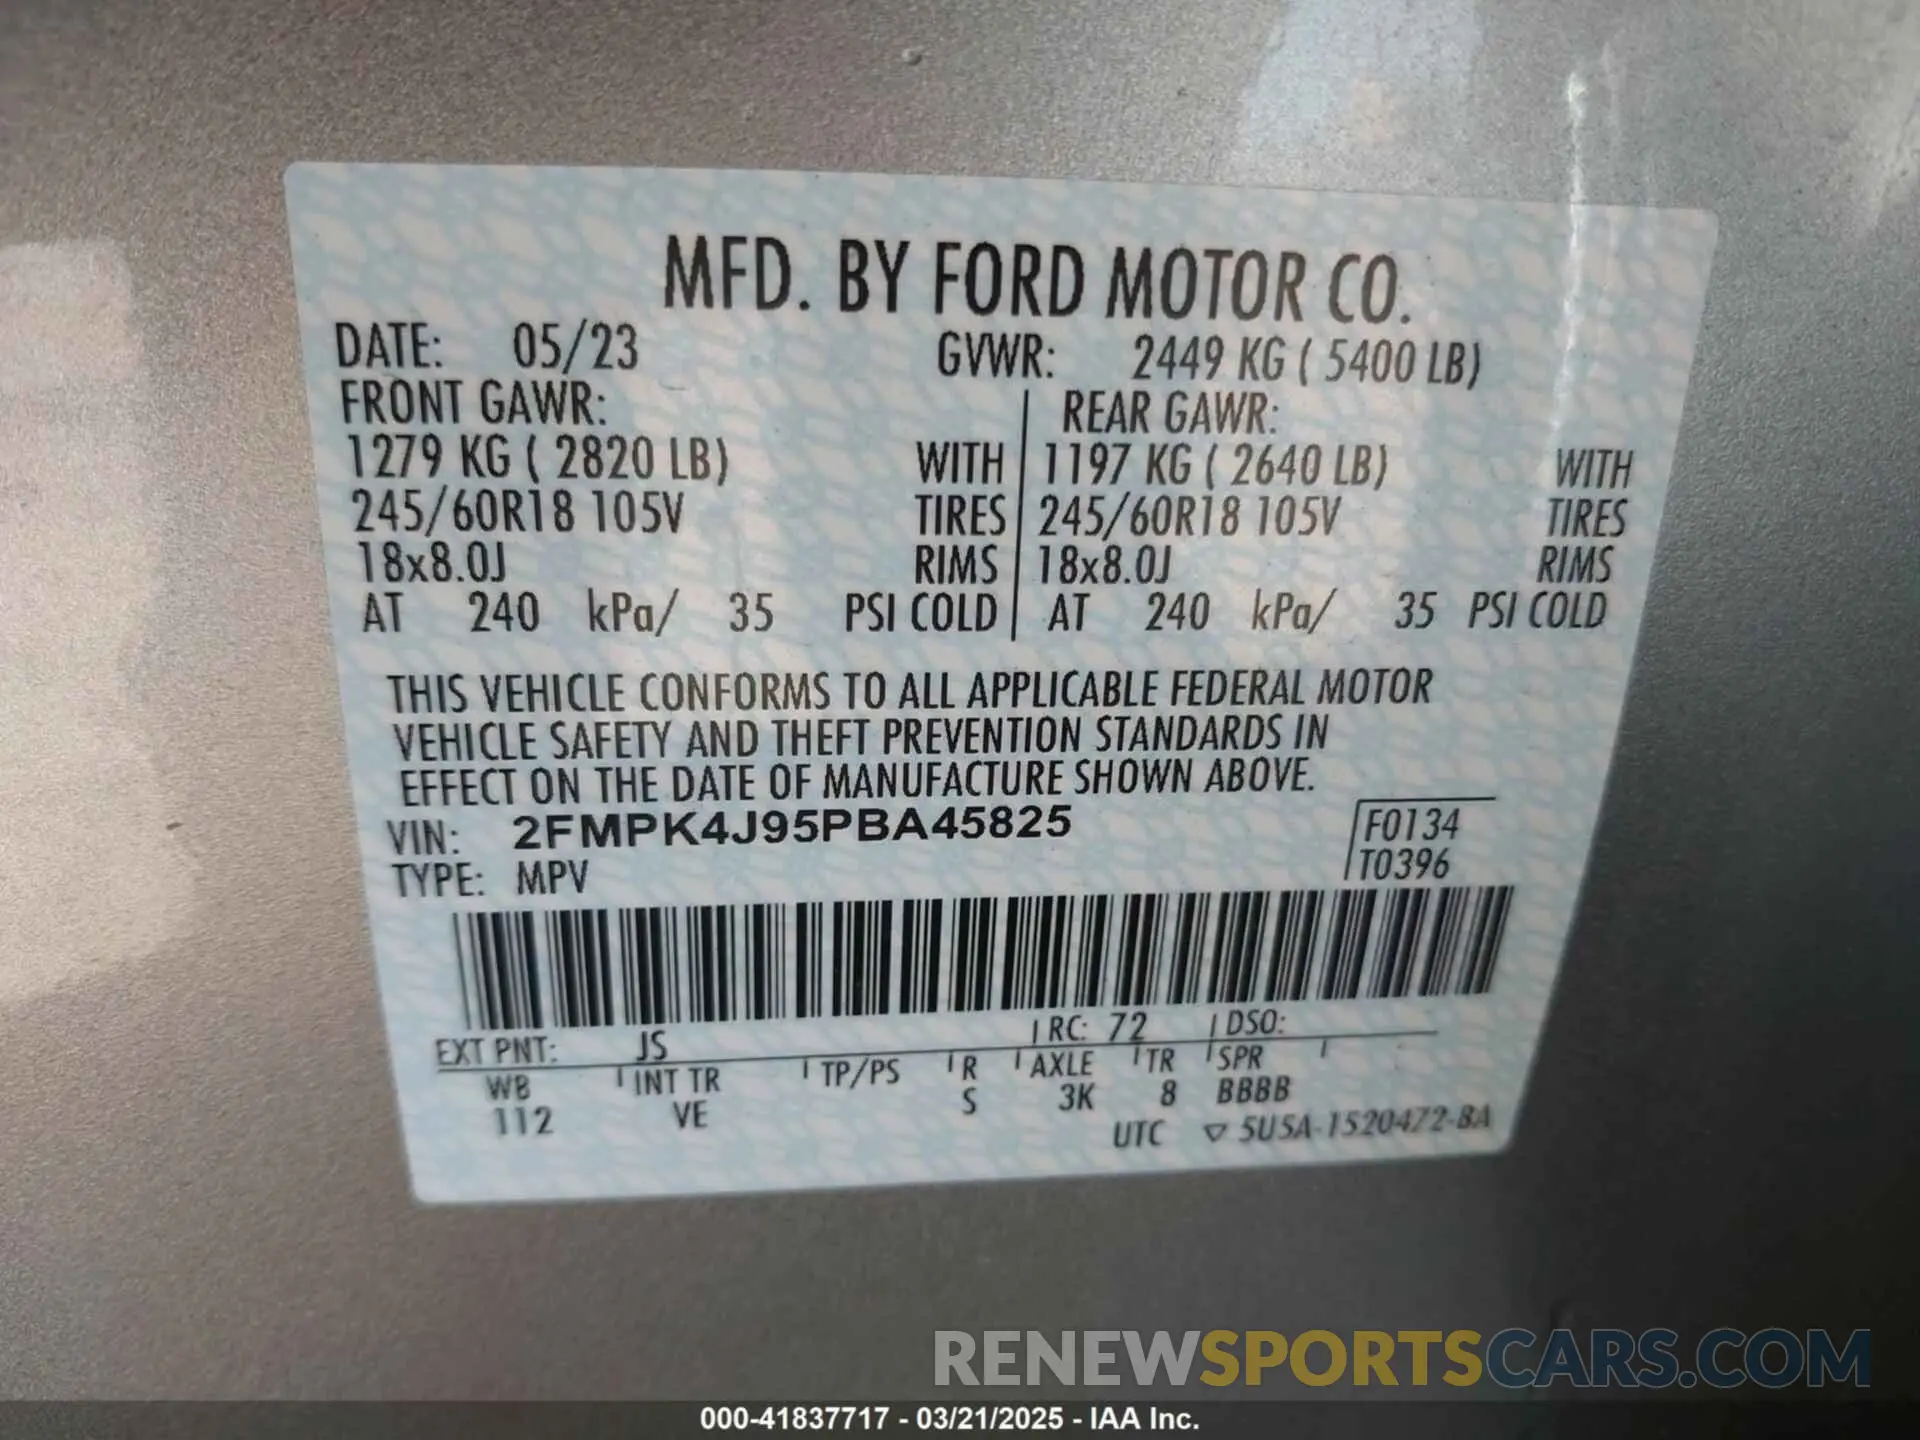 MFD. BY FORD MOTOR CO.
DATE: 05/23 GVWR: 2449 KG ( 5400 LB)
FRONT GAWR: REAR GAWR:
1279 KG ( 2820 LB) WITH 1197 KG ( 2640 LB) WITH
245/60R18 105V TIRES 245/60R18 105V TIRES
18x8.0J RIMS 18x8.0J RIMS
AT 240 kPa/ 35 PSI COLD AT 240 kPa/ 35 PSI COLD
THIS VEHICLE CONFORMS TO ALL APPLICABLE FEDERAL MOTOR
VEHICLE SAFETY AND THEFT PREVENTION STANDARDS IN
EFFECT ON THE DATE OF MANUFACTURE SHOWN ABOVE.
VIN: 2FMPK4J95PBA45825 F0134
TYPE: MPV T0396
EXT PNT: JS RC: 72 DSO:
WB INT TR TP/PS R AXLE TR SPR
112 VE S 3K 8 BBBB
UTC ▽ 5U5A-1520472-BA
RENEWSPORTSCARS.COM
000-41837717 - 03/21/2025 - IAA Inc.